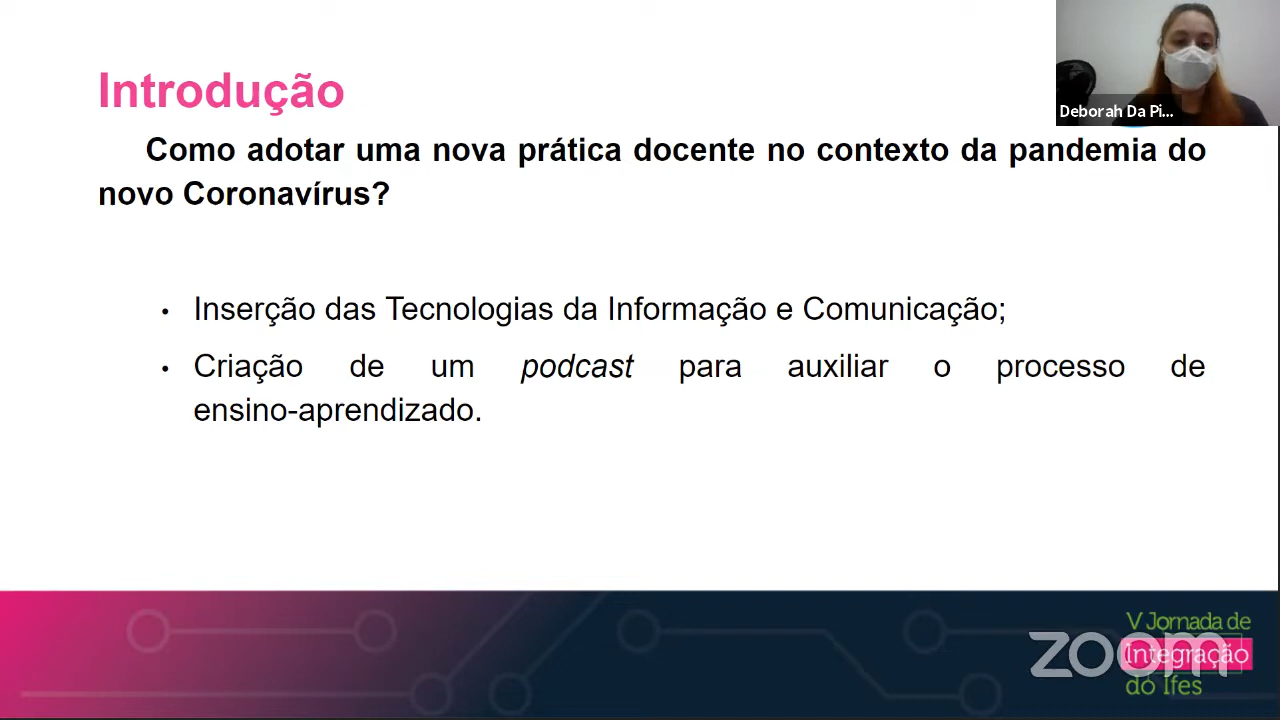 Introdução
Deborah Da Pi...
Como adotar uma nova prática docente no contexto da pandemia do
novo Coronavírus?
• Inserção das Tecnologias da Informação e Comunicação;
• Criação de um podcast para auxiliar o processo de
ensino-aprendizado.
V Jornada de
Integração
do Ifes
zoom